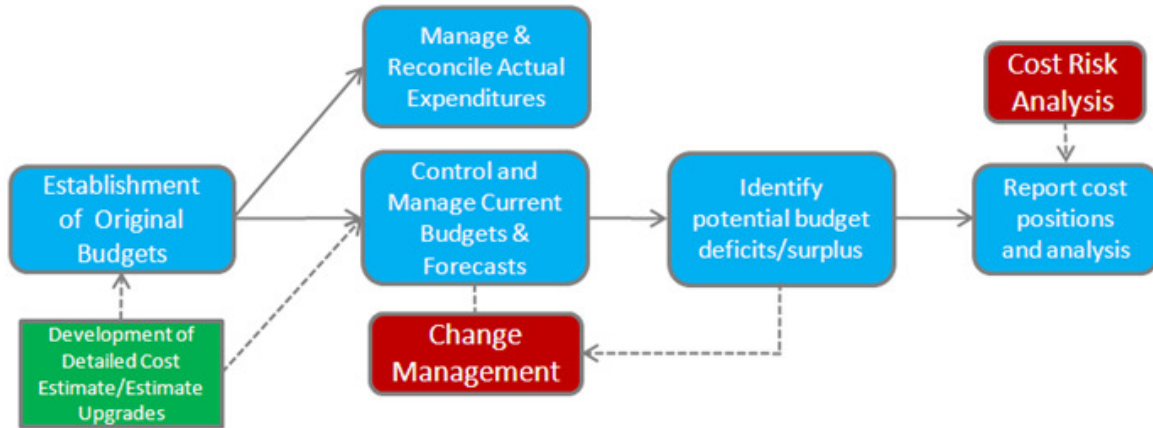 Manage &
Reconcile Actual
Expenditures
Cost Risk
Analysis
Establishment
of Original
Budgets
Control and
Manage Current
Budgets &
Forecasts
Identify
potential budget
deficits/surplus
Report cost
positions
and analysis
Development of
Detailed Cost
Estimate/Estimate
Upgrades
Change
Management